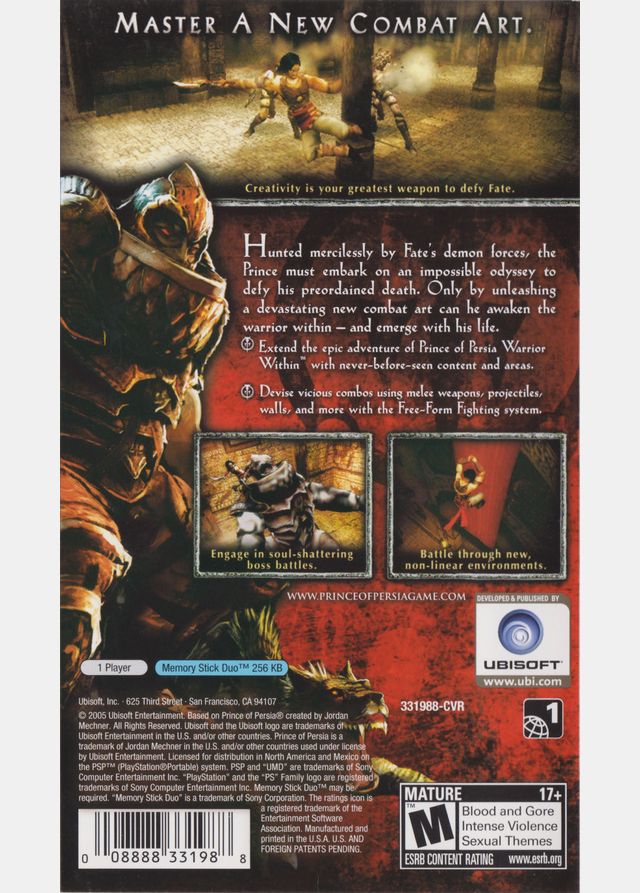 MASTER A NEW COMBAT ART.
Creativity is your greatest weapon to defy Fate.
Hunted mercilessly by Fate's demon forces, the
Prince must embark on an impossible odyssey to
defy his preordained death. Only by unleashing
a devastating new combat art can he awaken the
warrior within – and emerge with his life.
Extend the epic adventure of Prince of Persia Warrior
Within™ with never-before-seen content and areas.
Devise vicious combos using melee weapons, projectiles,
walls, and more with the Free-Form Fighting system.
Engage in soul-shattering
boss battles.
Battle through new,
non-linear environments.
WWW.PRINCEOFPERSIAGAME.COM
DEVELOPED & PUBLISHED BY
UBISOFT
www.ubi.com
1 Player
Memory Stick Duo™ 256 KB
331988-CVR
1
Ubisoft, Inc. · 625 Third Street · San Francisco, CA 94107
© 2005 Ubisoft Entertainment. Based on Prince of Persia® created by Jordan
Mechner. All Rights Reserved. Ubisoft and the Ubisoft logo are trademarks of
Ubisoft Entertainment in the U.S. and/or other countries. Prince of Persia is a
trademark of Jordan Mechner in the U.S. and/or other countries used under license
by Ubisoft Entertainment. Licensed for distribution in North America and Mexico on
the PSP™ (PlayStation®Portable) system. PSP and "UMD" are trademarks of Sony
Computer Entertainment Inc. "PlayStation" and the "PS" Family logo are registered
trademarks of Sony Computer Entertainment Inc. Memory Stick Duo™ may be
required. "Memory Stick Duo" is a trademark of Sony Corporation. The ratings icon is
a registered trademark of the
Entertainment Software
Association. Manufactured and
printed in the U.S.A. U.S. AND
FOREIGN PATENTS PENDING.
0 08888 33198 8
MATURE 17+
M
Blood and Gore
Intense Violence
Sexual Themes
ESRB CONTENT RATING www.esrb.org